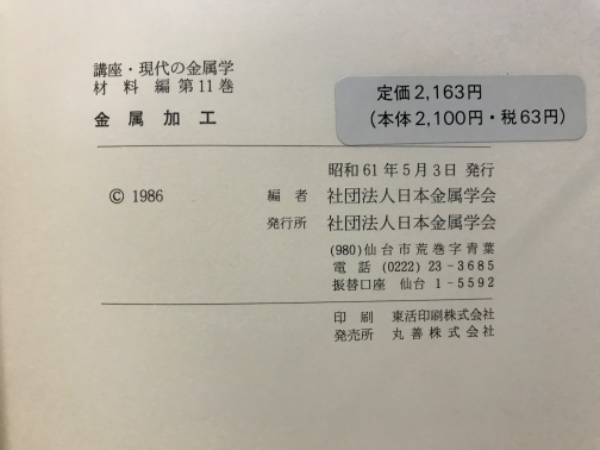 講座・現代の金属学
材料編 第11巻
金属加工
定価2,163円
(本体2,100円・税63円)
昭和61年5月3日 発行
© 1986
編者 社団法人日本金属学会
発行所 社団法人日本金属学会
(980)仙台市荒巻字青葉
電話 (0222) 23-3685
振替口座 仙台 1-5592
印刷 東活印刷株式会社
発売所 丸善株式会社